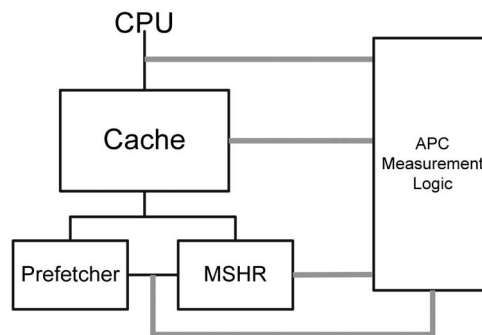 CPU
Cache
APC
Measurement
Logic
Prefetcher
MSHR